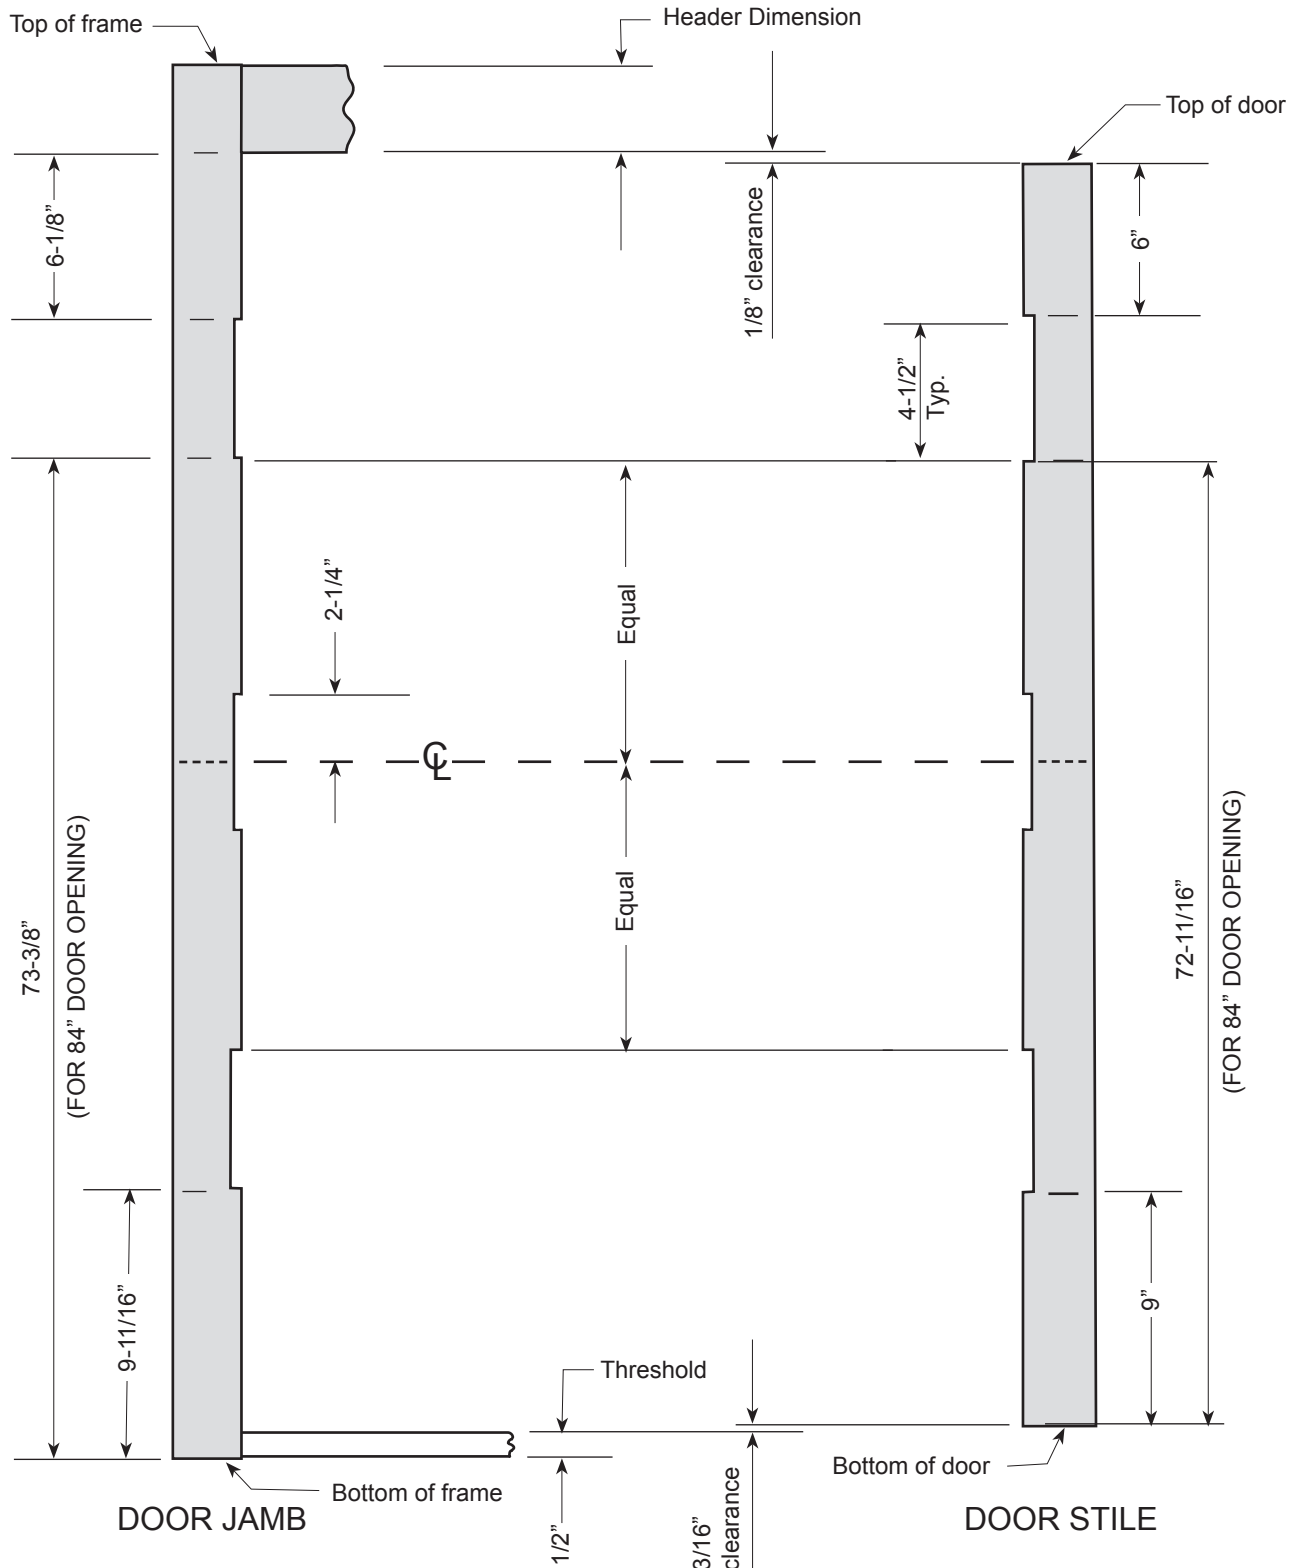 Top of frame
Header Dimension
Top of door
6-1/8”
1/8” clearance
6”
4-1/2”
Typ.
2-1/4”
Equal
℄
Equal
73-3/8”
(FOR 84” DOOR OPENING)
72-11/16”
(FOR 84” DOOR OPENING)
9-11/16”
9”
Threshold
Bottom of door
Bottom of frame
1/2”
3/16”
clearance
DOOR JAMB
DOOR STILE